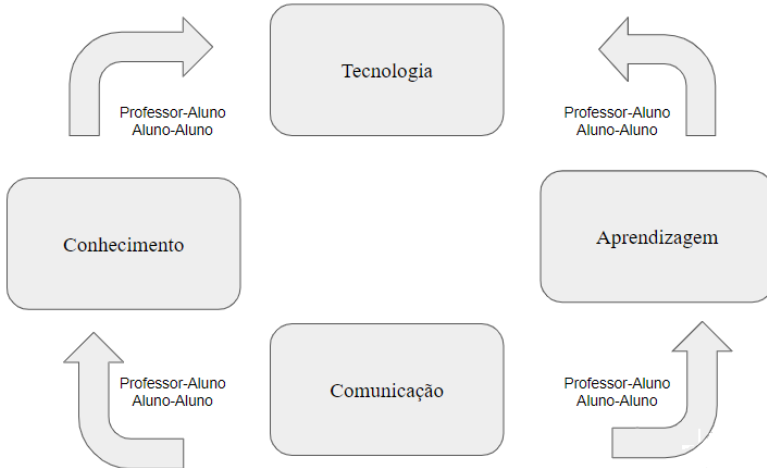 Tecnologia
Professor-Aluno
Aluno-Aluno
Professor-Aluno
Aluno-Aluno
Conhecimento
Aprendizagem
Professor-Aluno
Aluno-Aluno
Comunicação
Professor-Aluno
Aluno-Aluno